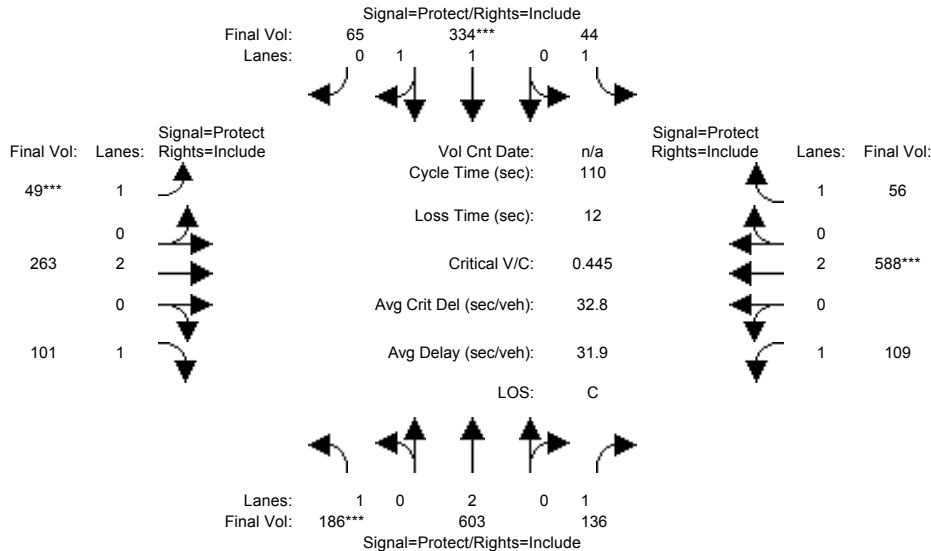 Signal=Protect/Rights=Include
Final Vol: 65 334*** 44
Lanes: 0 1 1 0 1
Signal=Protect
Final Vol: Lanes: Rights=Include
Vol Cnt Date: n/a
Signal=Protect
Rights=Include Lanes: Final Vol:
Cycle Time (sec): 110
49*** 1
1 56
Loss Time (sec): 12
0
0
263 2
Critical V/C: 0.445
2 588***
0
Avg Crit Del (sec/veh): 32.8
0
101 1
Avg Delay (sec/veh): 31.9
1 109
LOS: C
Lanes: 1 0 2 0 1
Final Vol: 186*** 603 136
Signal=Protect/Rights=Include